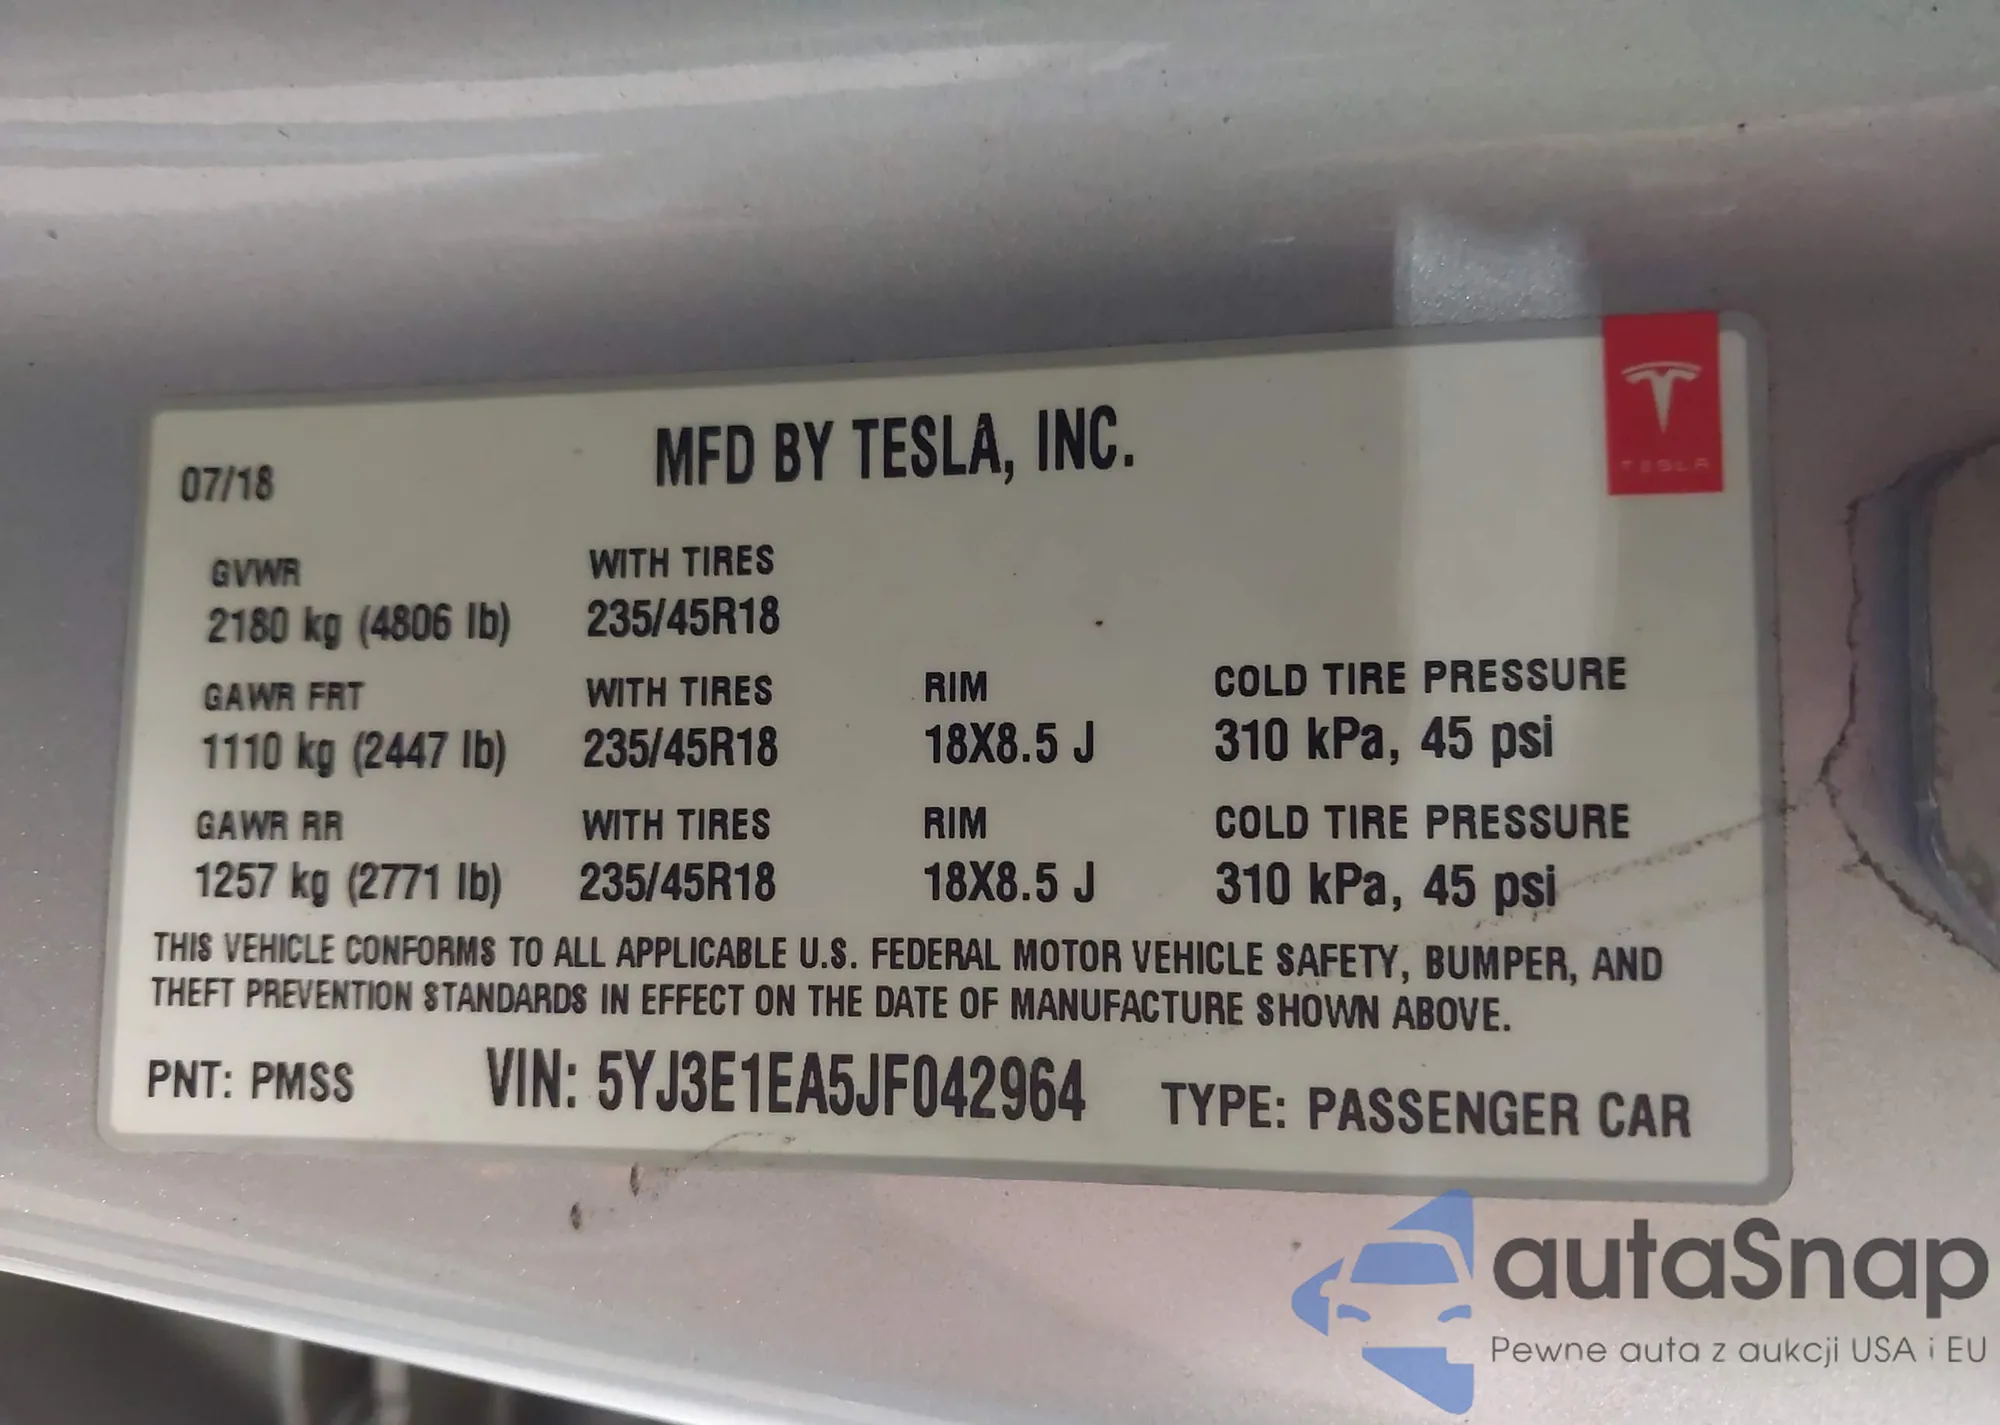 TESLA
MFD BY TESLA, INC.
07/18
GVWR WITH TIRES
2180 kg (4806 lb) 235/45R18
GAWR FRT WITH TIRES RIM COLD TIRE PRESSURE
1110 kg (2447 lb) 235/45R18 18X8.5 J 310 kPa, 45 psi
GAWR RR WITH TIRES RIM COLD TIRE PRESSURE
1257 kg (2771 lb) 235/45R18 18X8.5 J 310 kPa, 45 psi
THIS VEHICLE CONFORMS TO ALL APPLICABLE U.S. FEDERAL MOTOR VEHICLE SAFETY, BUMPER, AND
THEFT PREVENTION STANDARDS IN EFFECT ON THE DATE OF MANUFACTURE SHOWN ABOVE.
PNT: PMSS VIN: 5YJ3E1EA5JF042964 TYPE: PASSENGER CAR
autaSnap
Pewne auta z aukcji USA i EU